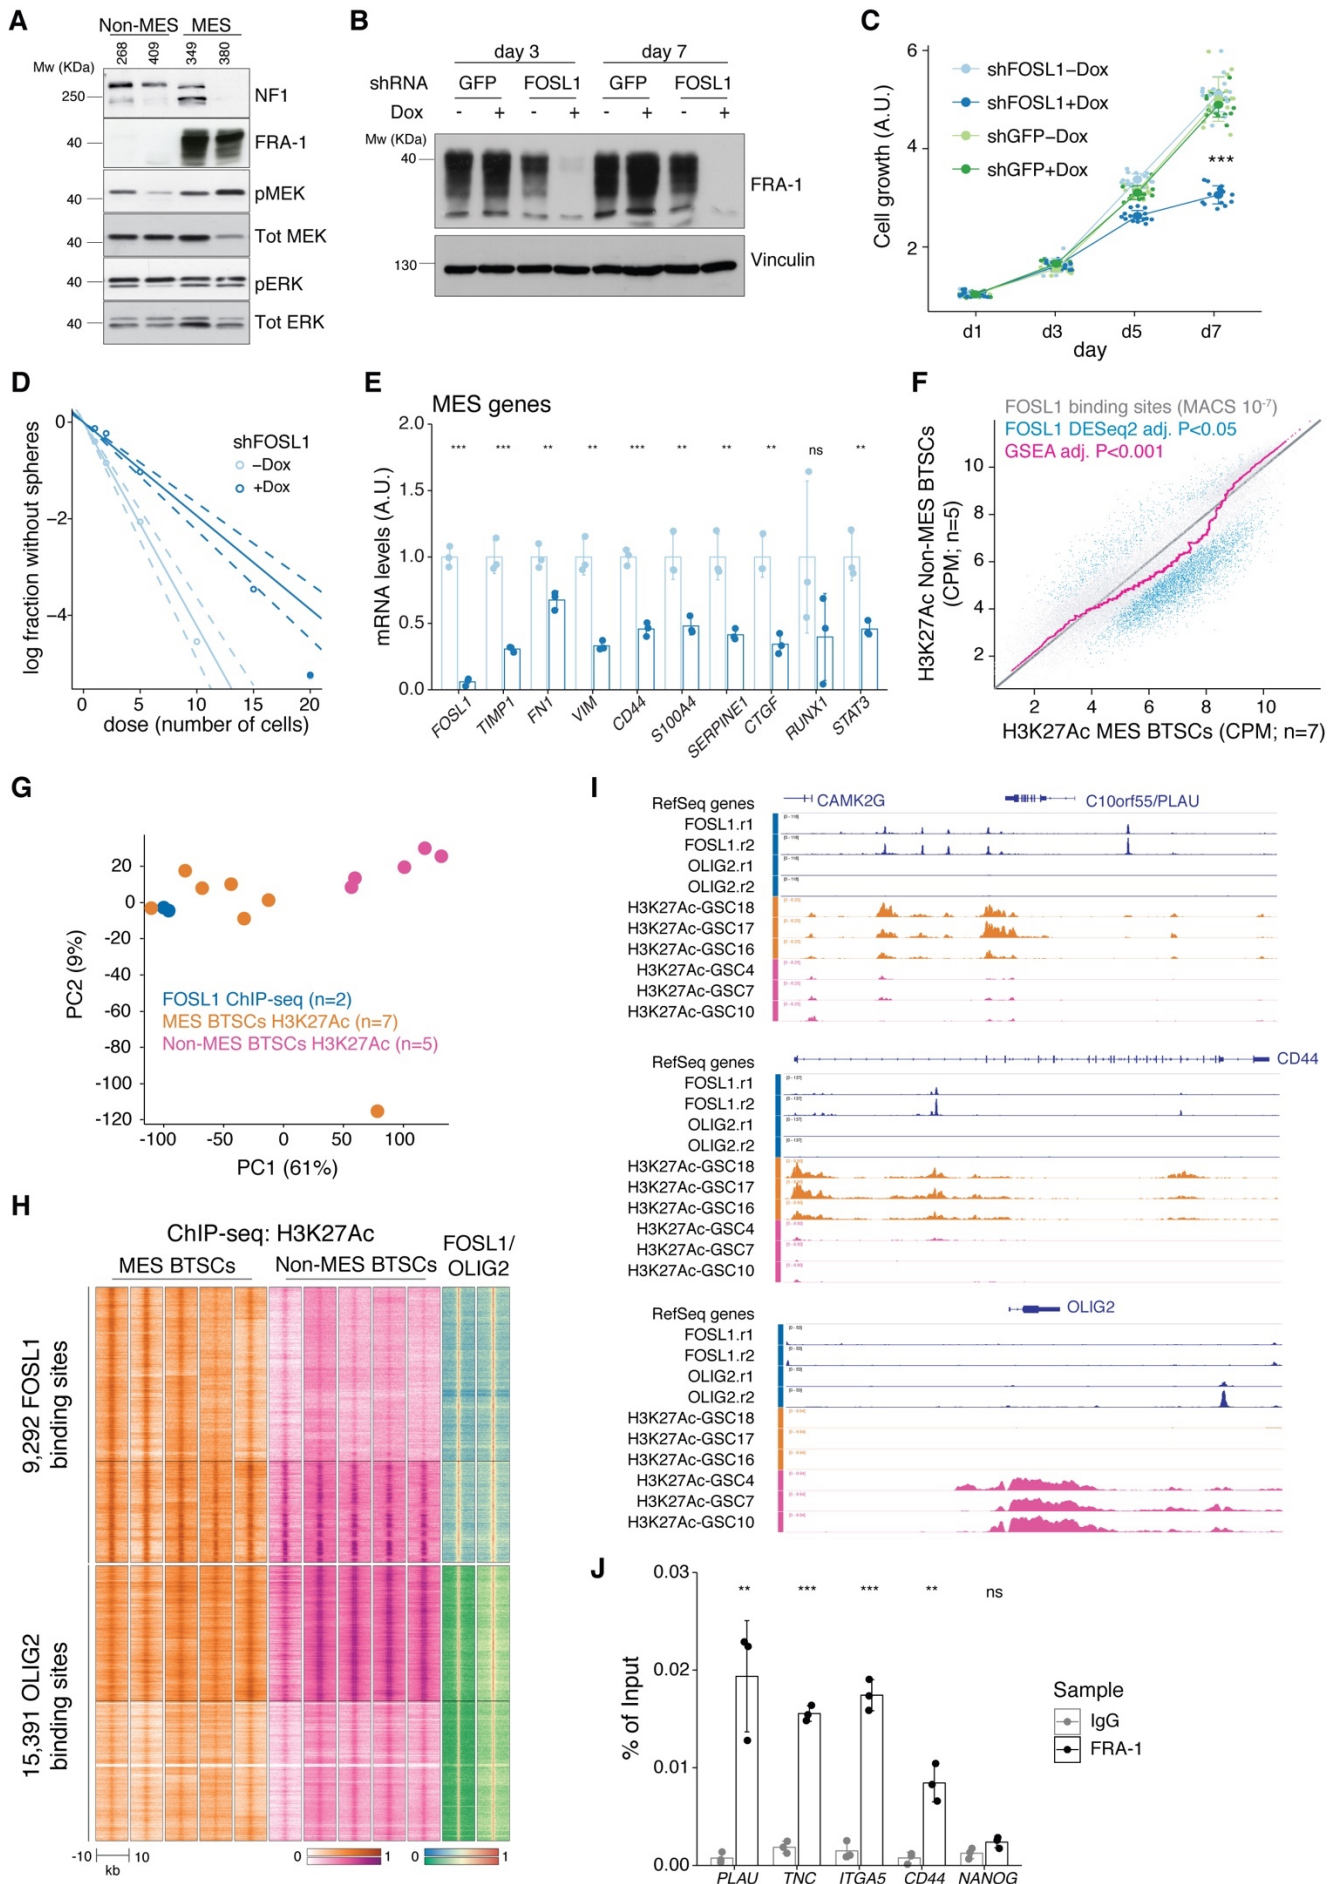 A
Non-MES MES
268 409 349 380
Mw (KDa)
250
NF1
40
FRA-1
40
pMEK
40
Tot MEK
40
pERK
40
Tot ERK
B
day 3 day 7
shRNA GFP FOSL1 GFP FOSL1
Dox - + - + - + - +
Mw (KDa)
40
FRA-1
130
Vinculin
C
Cell growth (A.U.)
6
4
2
shFOSL1–Dox
shFOSL1+Dox
shGFP–Dox
shGFP+Dox
***
d1 d3 d5 d7
day
D
log fraction without spheres
0
−2
−4
shFOSL1
–Dox
+Dox
0 5 10 15 20
dose (number of cells)
E
MES genes
mRNA levels (A.U.)
2.0
1.5
1.0
0.5
0.0
*** *** ** ** *** ** ** ** ns **
FOSL1 TIMP1 FN1 VIM CD44 S100A4 SERPINE1 CTGF RUNX1 STAT3
F
FOSL1 binding sites (MACS 10-7)
FOSL1 DESeq2 adj. P<0.05
GSEA adj. P<0.001
H3K27Ac Non-MES BTSCs
(CPM; n=5)
10
8
6
4
2
2 4 6 8 10
H3K27Ac MES BTSCs (CPM; n=7)
G
PC2 (9%)
20
0
-20
-40
-60
-80
-100
-120
FOSL1 ChIP-seq (n=2)
MES BTSCs H3K27Ac (n=7)
Non-MES BTSCs H3K27Ac (n=5)
-100 -50 0 50 100
PC1 (61%)
H
ChIP-seq: H3K27Ac
MES BTSCs Non-MES BTSCs
FOSL1/
OLIG2
9,292 FOSL1
binding sites
15,391 OLIG2
binding sites
-10 10
kb
0 1
0 1
I
RefSeq genes CAMK2G C10orf55/PLAU
FOSL1.r1
FOSL1.r2
OLIG2.r1
OLIG2.r2
H3K27Ac-GSC18
H3K27Ac-GSC17
H3K27Ac-GSC16
H3K27Ac-GSC4
H3K27Ac-GSC7
H3K27Ac-GSC10
RefSeq genes CD44
FOSL1.r1
FOSL1.r2
OLIG2.r1
OLIG2.r2
H3K27Ac-GSC18
H3K27Ac-GSC17
H3K27Ac-GSC16
H3K27Ac-GSC4
H3K27Ac-GSC7
H3K27Ac-GSC10
RefSeq genes OLIG2
FOSL1.r1
FOSL1.r2
OLIG2.r1
OLIG2.r2
H3K27Ac-GSC18
H3K27Ac-GSC17
H3K27Ac-GSC16
H3K27Ac-GSC4
H3K27Ac-GSC7
H3K27Ac-GSC10
J
% of Input
0.03
0.02
0.01
0.00
** *** *** ** ns
PLAU TNC ITGA5 CD44 NANOG
Sample
IgG
FRA-1